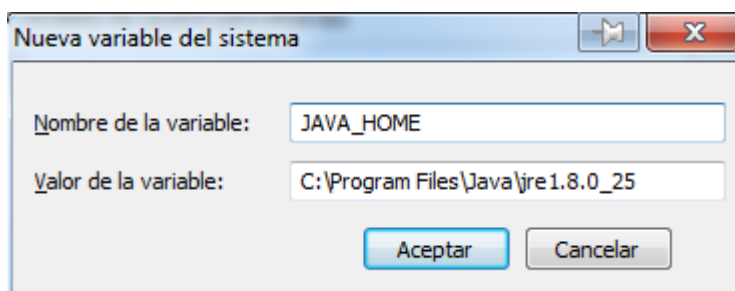 Nueva variable del sistema
Nombre de la variable: JAVA_HOME
Valor de la variable: C:\Program Files\Java\jre1.8.0_25
Aceptar Cancelar